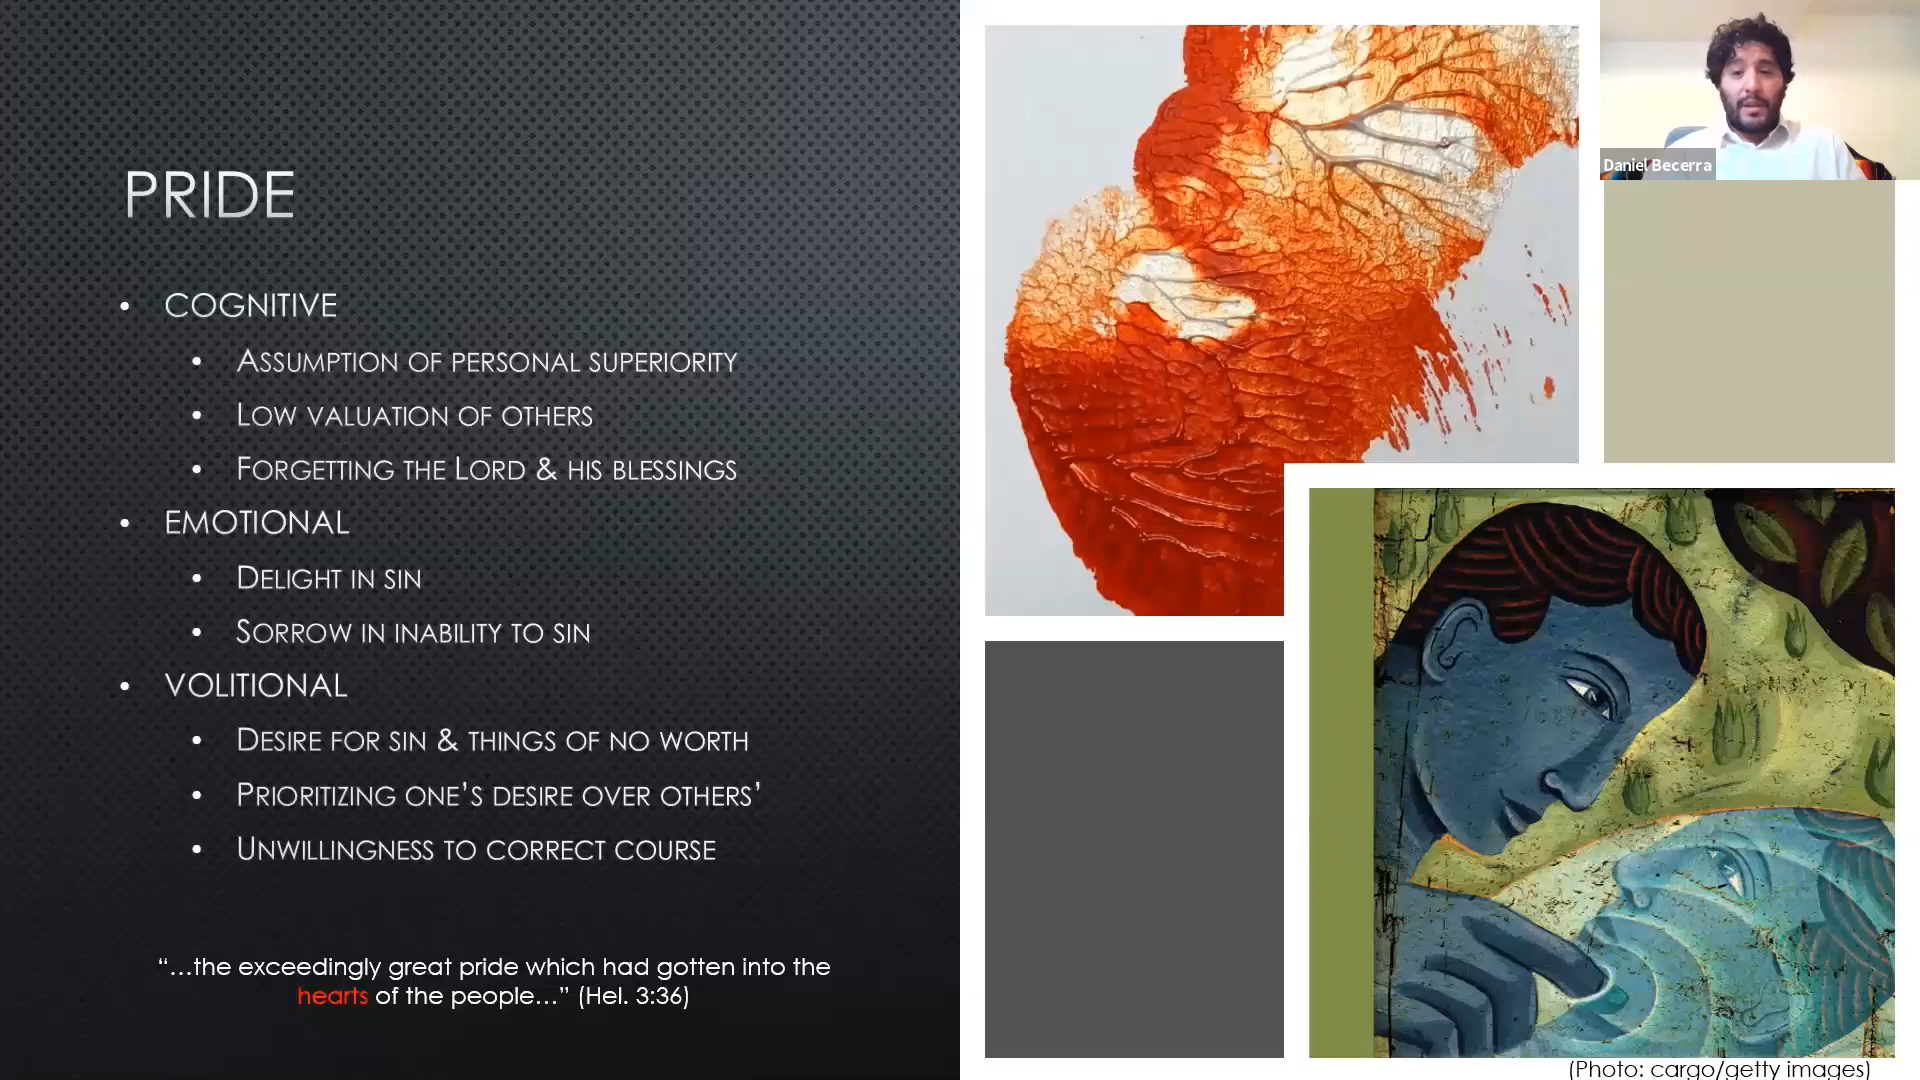 PRIDE
• COGNITIVE
• ASSUMPTION OF PERSONAL SUPERIORITY
• LOW VALUATION OF OTHERS
• FORGETTING THE LORD & HIS BLESSINGS
• EMOTIONAL
• DELIGHT IN SIN
• SORROW IN INABILITY TO SIN
• VOLITIONAL
• DESIRE FOR SIN & THINGS OF NO WORTH
• PRIORITIZING ONE’S DESIRE OVER OTHERS’
• UNWILLINGNESS TO CORRECT COURSE
“…the exceedingly great pride which had gotten into the
hearts of the people…” (Hel. 3:36)
Daniel Becerra
(Photo: cargo/getty images)